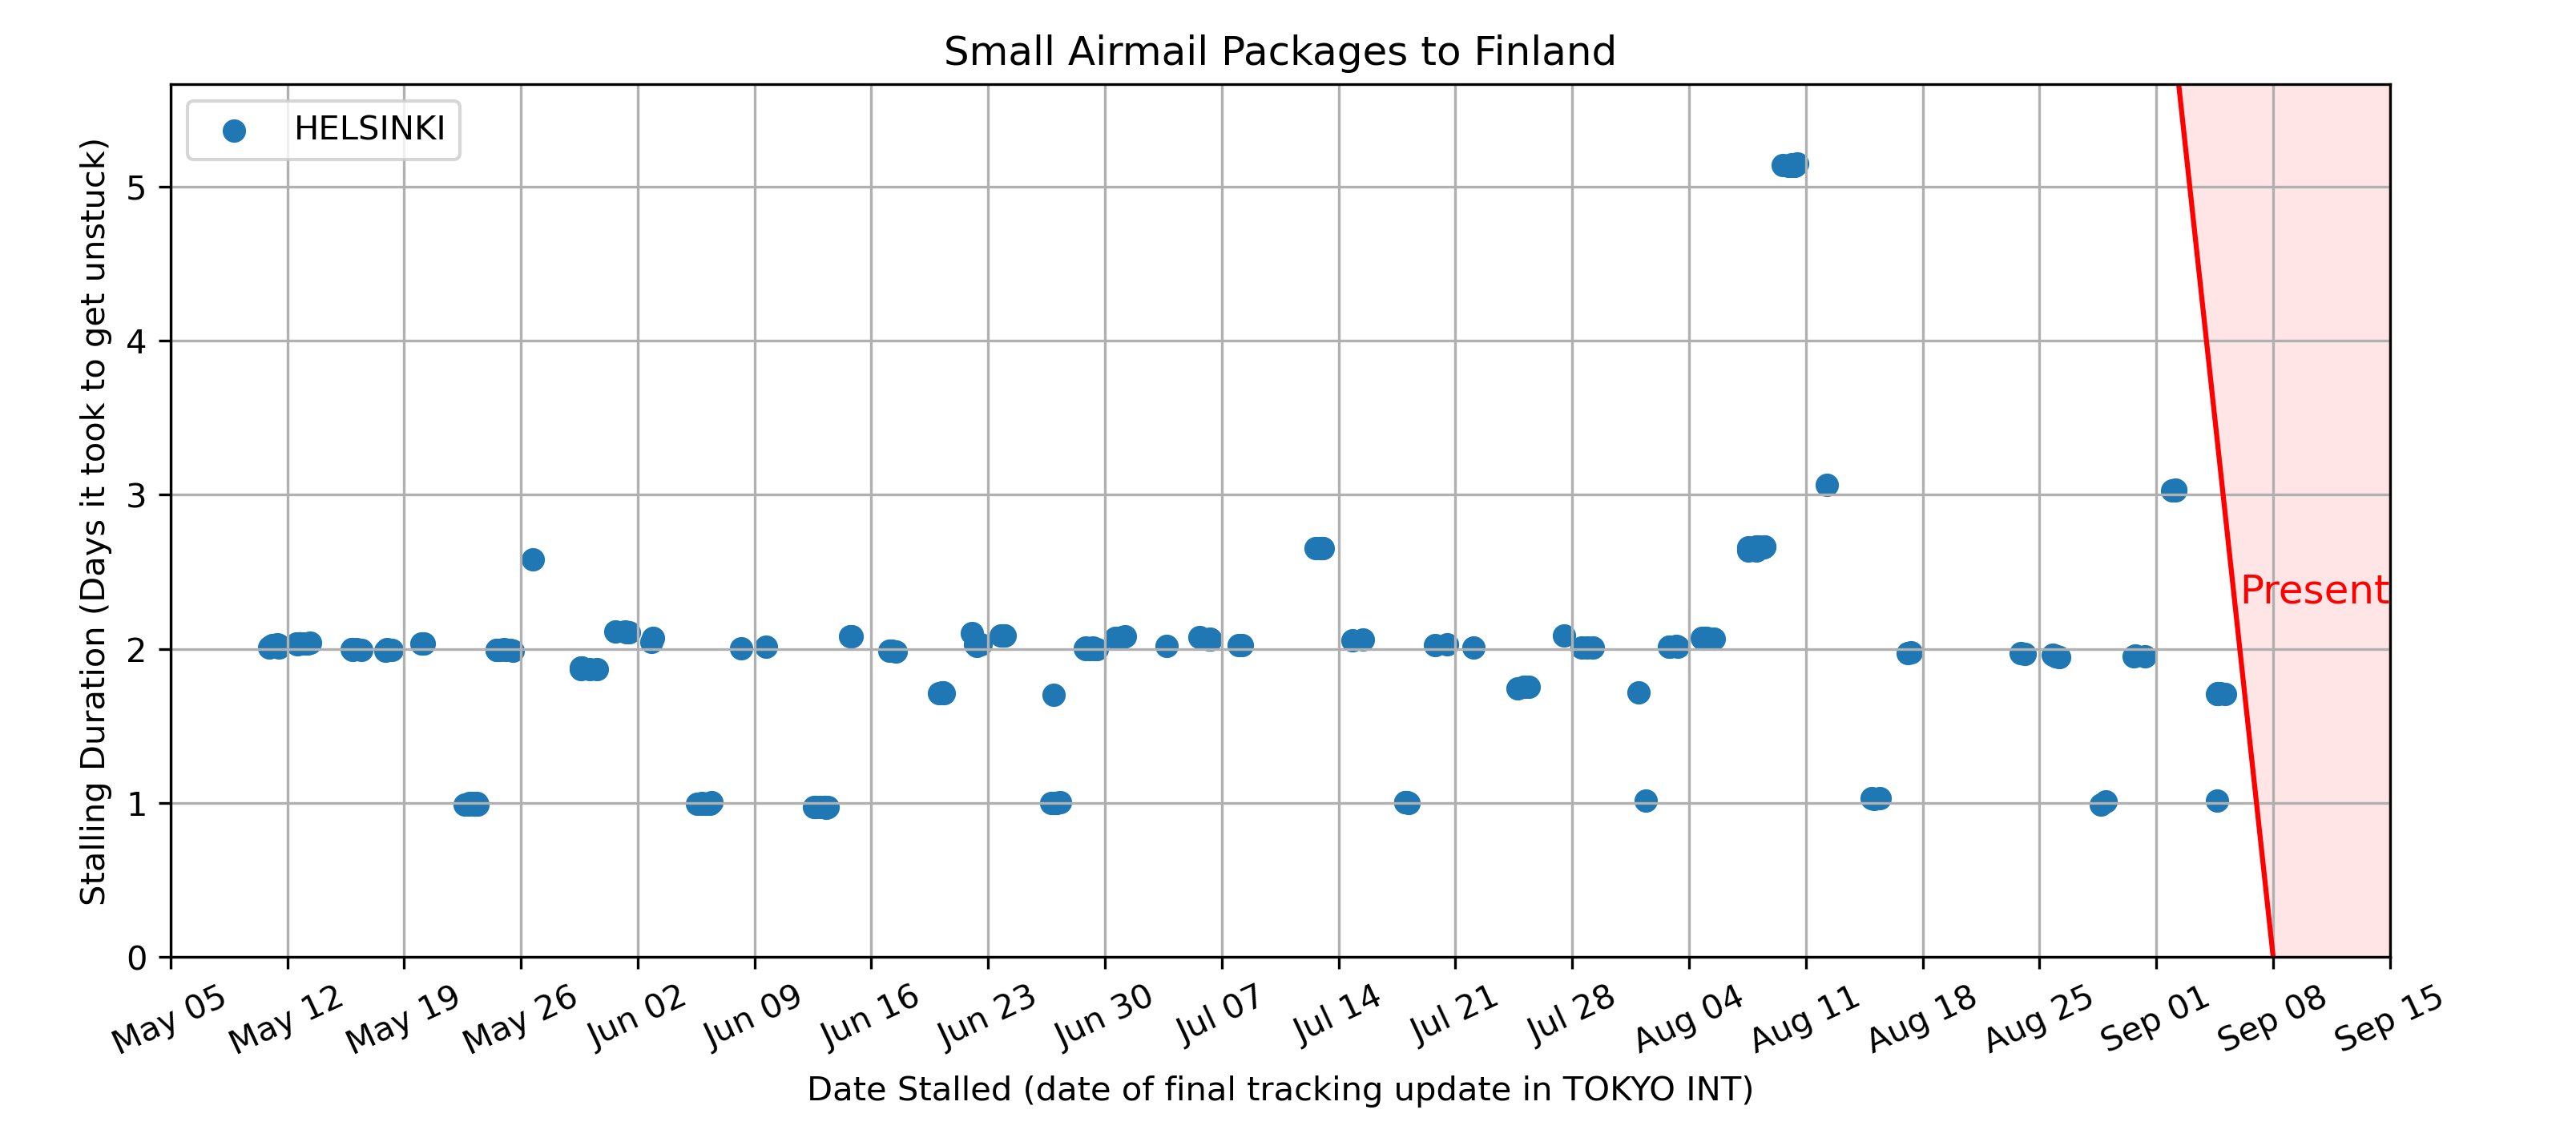 Small Airmail Packages to Finland
HELSINKI
Stalling Duration (Days it took to get unstuck)
5
4
3
2
1
0
Present
May 05
May 12
May 19
May 26
Jun 02
Jun 09
Jun 16
Jun 23
Jun 30
Jul 07
Jul 14
Jul 21
Jul 28
Aug 04
Aug 11
Aug 18
Aug 25
Sep 01
Sep 08
Sep 15
Date Stalled (date of final tracking update in TOKYO INT)